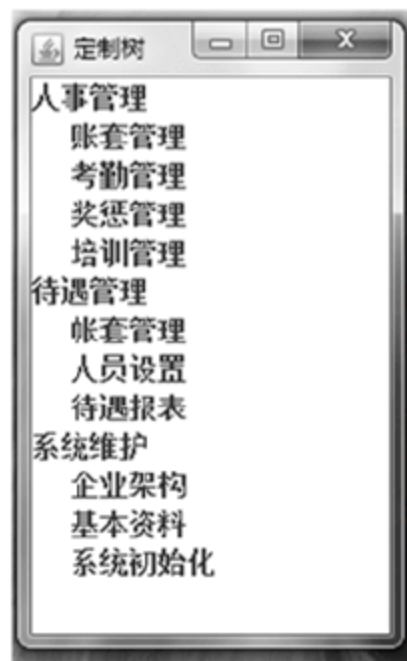 定制树
人事管理
账套管理
考勤管理
奖惩管理
培训管理
待遇管理
帐套管理
人员设置
待遇报表
系统维护
企业架构
基本资料
系统初始化